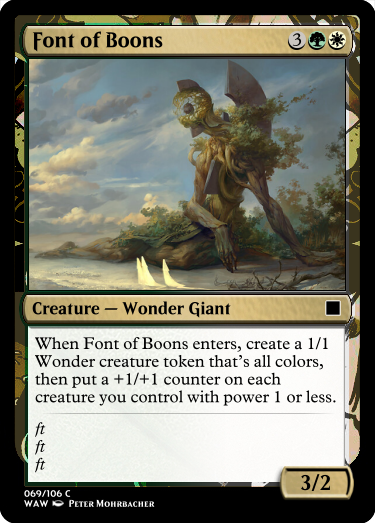 Font of Boons 3
Creature — Wonder Giant
When Font of Boons enters, create a 1/1
Wonder creature token that's all colors,
then put a +1/+1 counter on each
creature you control with power 1 or less.
ft
ft
ft
3/2
069/106 C
WAW PETER MOHRBACHER